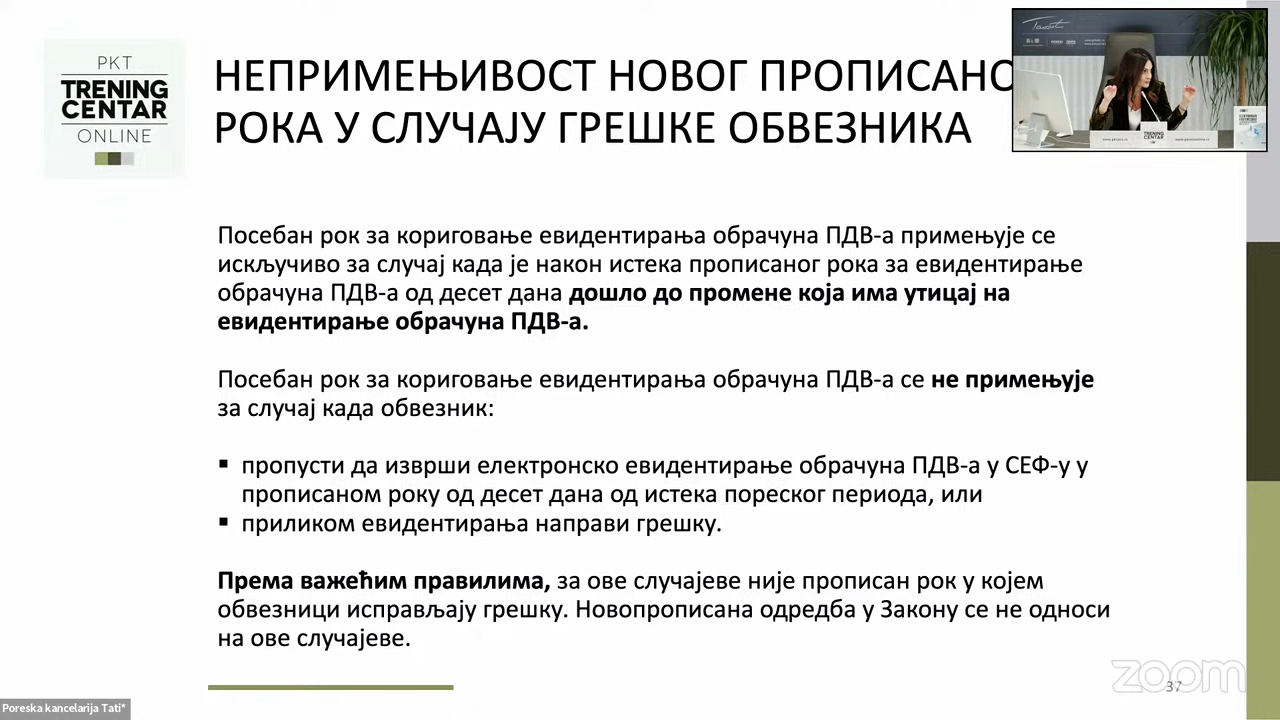 PKT
TRENING
CENTAR
ONLINE
НЕПРИМЕЊИВОСТ НОВОГ ПРОПИСАНО
РОКА У СЛУЧАЈУ ГРЕШКЕ ОБВЕЗНИКА
TRENING
CENTAR
Посебан рок за кориговање евидентирања обрачуна ПДВ-а примењује се
искључиво за случај када је након истека прописаног рока за евидентирање
обрачуна ПДВ-а од десет дана дошло до промене која има утицај на
евидентирање обрачуна ПДВ-а.
Посебан рок за кориговање евидентирања обрачуна ПДВ-а се не примењује
за случај када обвезник:
▪ пропусти да изврши електронско евидентирање обрачуна ПДВ-а у СЕФ-у у
прописаном року од десет дана од истека пореског периода, или
▪ приликом евидентирања направи грешку.
Према важећим правилима, за ове случајеве није прописан рок у којем
обвезници исправљају грешку. Новопрописана одредба у Закону се не односи
на ове случајеве.
zoom
37
Poreska kancelarija Tati*